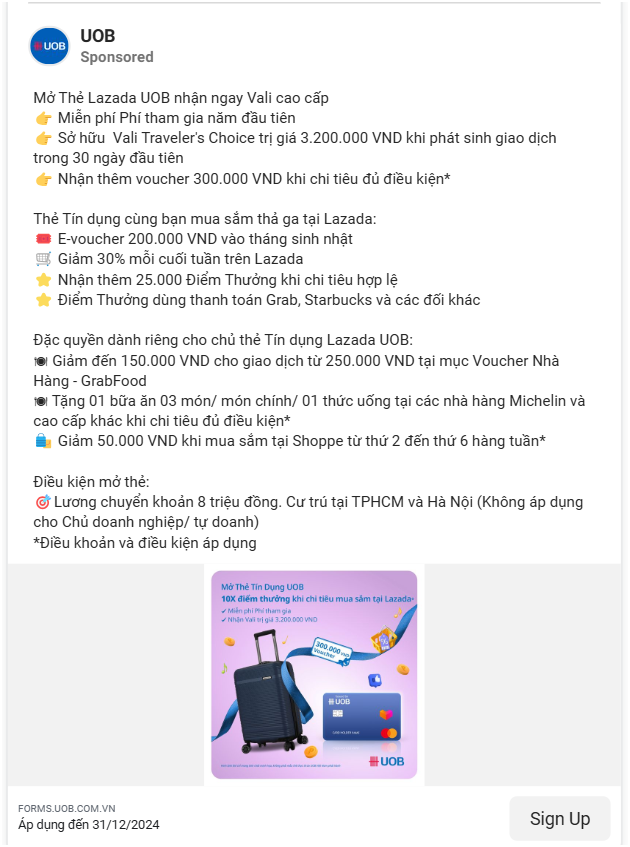 UOB
UOB
Sponsored
Mở Thẻ Lazada UOB nhận ngay Vali cao cấp
👉 Miễn phí Phí tham gia năm đầu tiên
👉 Sở hữu Vali Traveler's Choice trị giá 3.200.000 VND khi phát sinh giao dịch
trong 30 ngày đầu tiên
👉 Nhận thêm voucher 300.000 VND khi chi tiêu đủ điều kiện*
Thẻ Tín dụng cùng bạn mua sắm thả ga tại Lazada:
🎟️ E-voucher 200.000 VND vào tháng sinh nhật
🛒 Giảm 30% mỗi cuối tuần trên Lazada
⭐ Nhận thêm 25.000 Điểm Thưởng khi chi tiêu hợp lệ
⭐ Điểm Thưởng dùng thanh toán Grab, Starbucks và các đối khác
Đặc quyền dành riêng cho chủ thẻ Tín dụng Lazada UOB:
🍽 Giảm đến 150.000 VND cho giao dịch từ 250.000 VND tại mục Voucher Nhà
Hàng - GrabFood
🍽 Tặng 01 bữa ăn 03 món/ món chính/ 01 thức uống tại các nhà hàng Michelin và
cao cấp khác khi chi tiêu đủ điều kiện*
🛍️ Giảm 50.000 VND khi mua sắm tại Shoppe từ thứ 2 đến thứ 6 hàng tuần*
Điều kiện mở thẻ:
🎯 Lương chuyển khoản 8 triệu đồng. Cư trú tại TPHCM và Hà Nội (Không áp dụng
cho Chủ doanh nghiệp/ tự doanh)
*Điều khoản và điều kiện áp dụng
Mở Thẻ Tín Dụng UOB
10X điểm thưởng khi chi tiêu mua sắm tại Lazada*
✓ Miễn phí Phí tham gia
✓ Nhận Vali trị giá 3.200.000 VND
300.000 VND
Voucher
UOB
UOB
FORMS.UOB.COM.VN
Áp dụng đến 31/12/2024
Sign Up